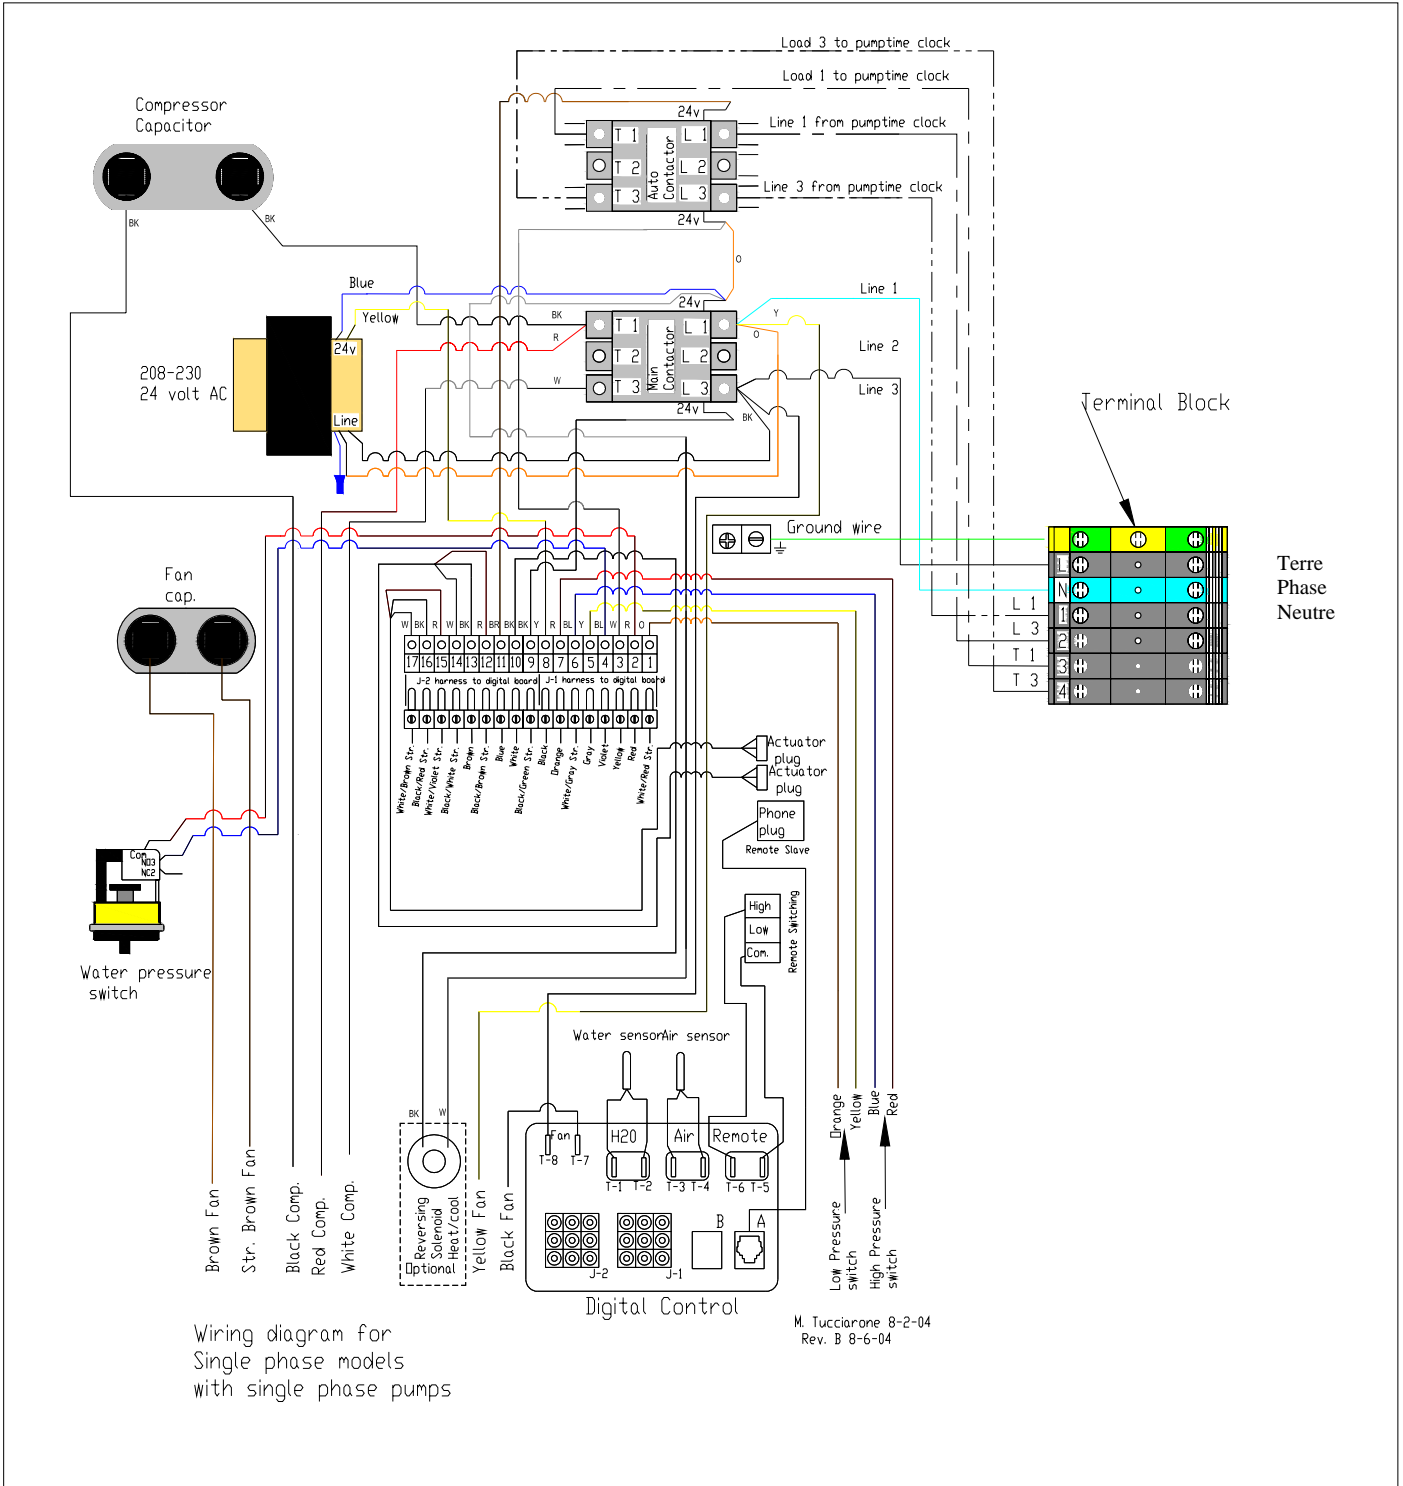 Load 3 to pumptime clock
Load 1 to pumptime clock
Compressor
Capacitor
24v
Line 1 from pumptime clock
T 1 L 1
T 2 L 2
T 3 L 3
Auto
Contactor
Line 3 from pumptime clock
24v
BK
BK
O
Blue
Yellow
24v
Line 1
BK
R
W
T 1 L 1
T 2 L 2
T 3 L 3
Main
Contactor
Y
O
Line 2
Line 3
24v
BK
208-230
24 volt AC
24v
Line
Terminal Block
Ground wire
L
N
1
2
3
4
L 1
L 3
T 1
T 3
Terre
Phase
Neutre
Fan
cap.
W BK R W BK R BR BK BK Y R BL Y BL W R O
17 16 15 14 13 12 11 10 9 8 7 6 5 4 3 2 1
J-2 harness to digital board
J-1 harness to digital board
White/Brown Str.
Black/Red Str.
White/Violet Str.
Black/White Str.
Brown
Black/Brown Str.
Blue
White
Black/Green Str.
Black
Orange
White/Gray Str.
Gray
Violet
Yellow
Red
White/Red Str.
Actuator
plug
Actuator
plug
Phone
plug
Remote Slave
High
Low
Com.
Remote Switching
Com
NO3
NC2
Water pressure
switch
Water sensor
Air sensor
BK
W
Reversing
Solenoid
Heat/cool
Optional
Fan
T-8 T-7
H20
T-1 T-2
Air
T-3 T-4
Remote
T-6 T-5
J-2
J-1
B
A
Digital Control
Orange
Yellow
Blue
Red
Low Pressure
switch
High Pressure
switch
Brown Fan
Str. Brown Fan
Black Comp.
Red Comp.
White Comp.
Yellow Fan
Black Fan
M. Tucciarone 8-2-04
Rev. B 8-6-04
Wiring diagram for
Single phase models
with single phase pumps